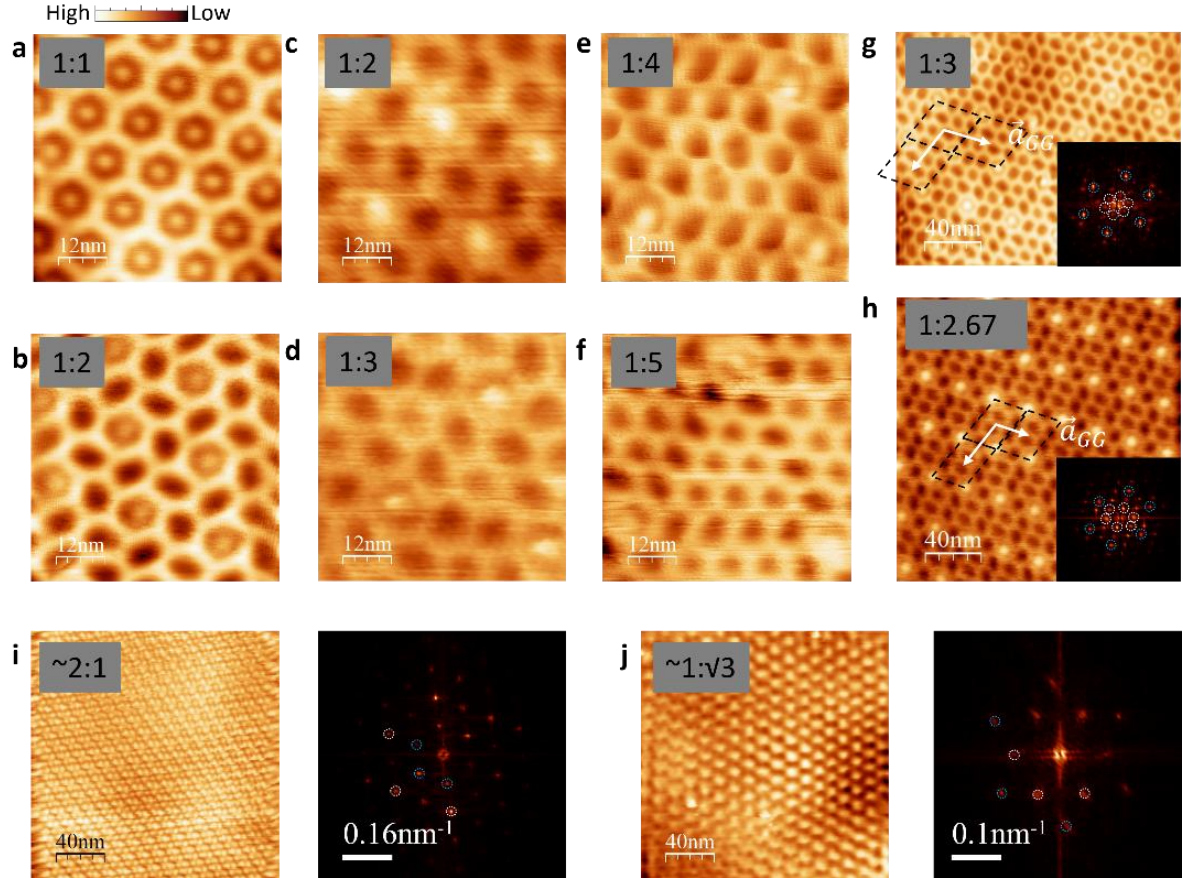 High Low
a 1:1 12nm
c 1:2 12nm
e 1:4 12nm
g 1:3 a⃗GG 40nm
b 1:2 12nm
d 1:3 12nm
f 1:5 12nm
h 1:2.67 a⃗GG 40nm
i ~2:1 40nm
0.16nm⁻¹
j ~1:√3 40nm
0.1nm⁻¹